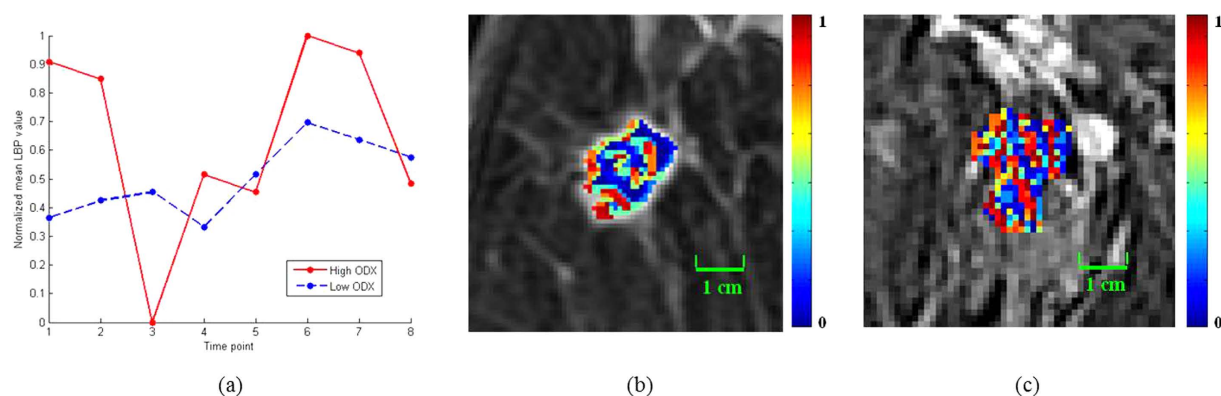 Normalized mean LBP value
1
0.9
0.8
0.7
0.6
0.5
0.4
0.3
0.2
0.1
0
High ODX
Low ODX
1 2 3 4 5 6 7 8
Time point
(a)
1
1 cm
0
(b)
1
1 cm
0
(c)